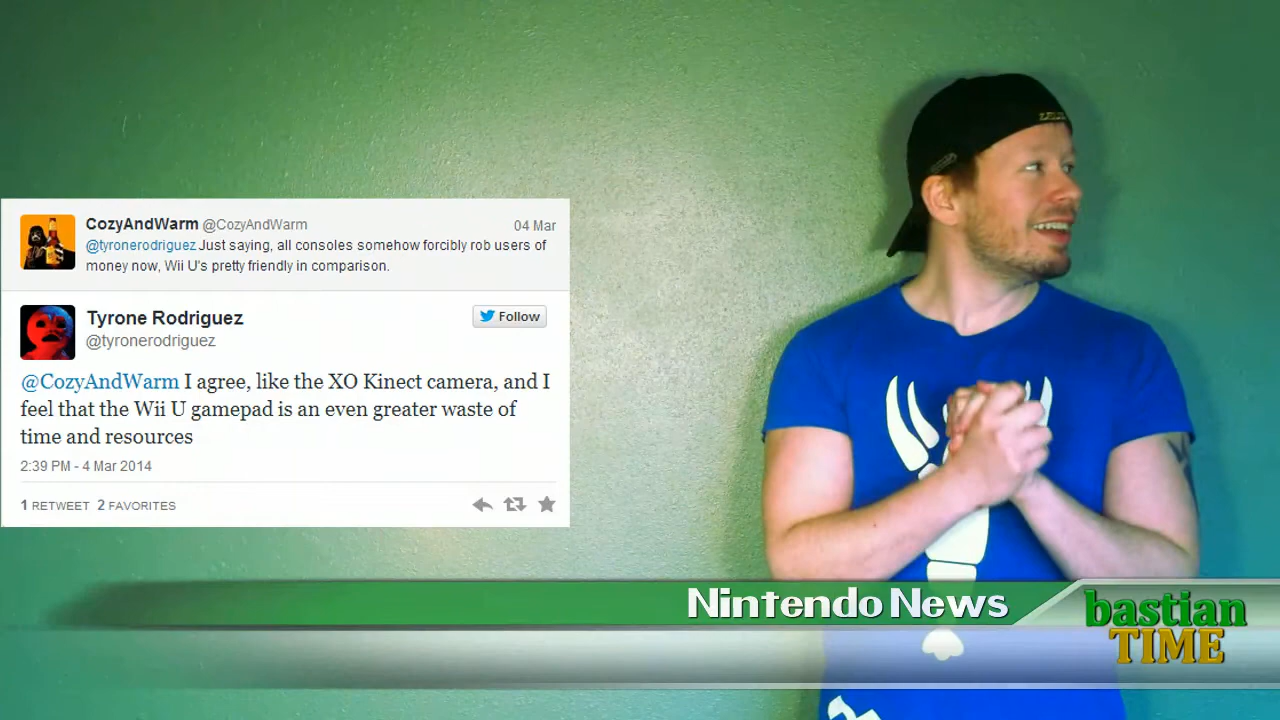 CozyAndWarm @CozyAndWarm 04 Mar
@tyronerodriguez Just saying, all consoles somehow forcibly rob users of
money now, Wii U's pretty friendly in comparison.
Tyrone Rodriguez
@tyronerodriguez
Follow
@CozyAndWarm I agree, like the XO Kinect camera, and I
feel that the Wii U gamepad is an even greater waste of
time and resources
2:39 PM - 4 Mar 2014
1 RETWEET 2 FAVORITES
Nintendo News
bastian
TIME